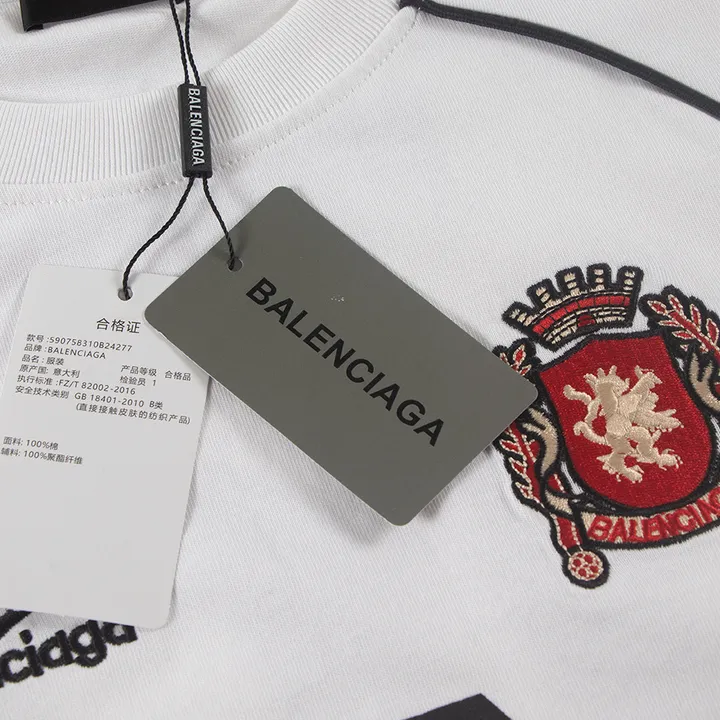 BALENCIAGA
BALENCIAGA
合格证
款号:590758310B24277
品牌:BALENCIAGA
品名:服装 产品等级 合格品
原产国: 意大利 检验员 1
执行标准:FZ/T 82002-2016
安全技术类别 GB 18401-2010 B类
(直接接触皮肤的纺织产品)
面料: 100%棉
辅料: 100%聚酯纤维
BALENCING
ciaga